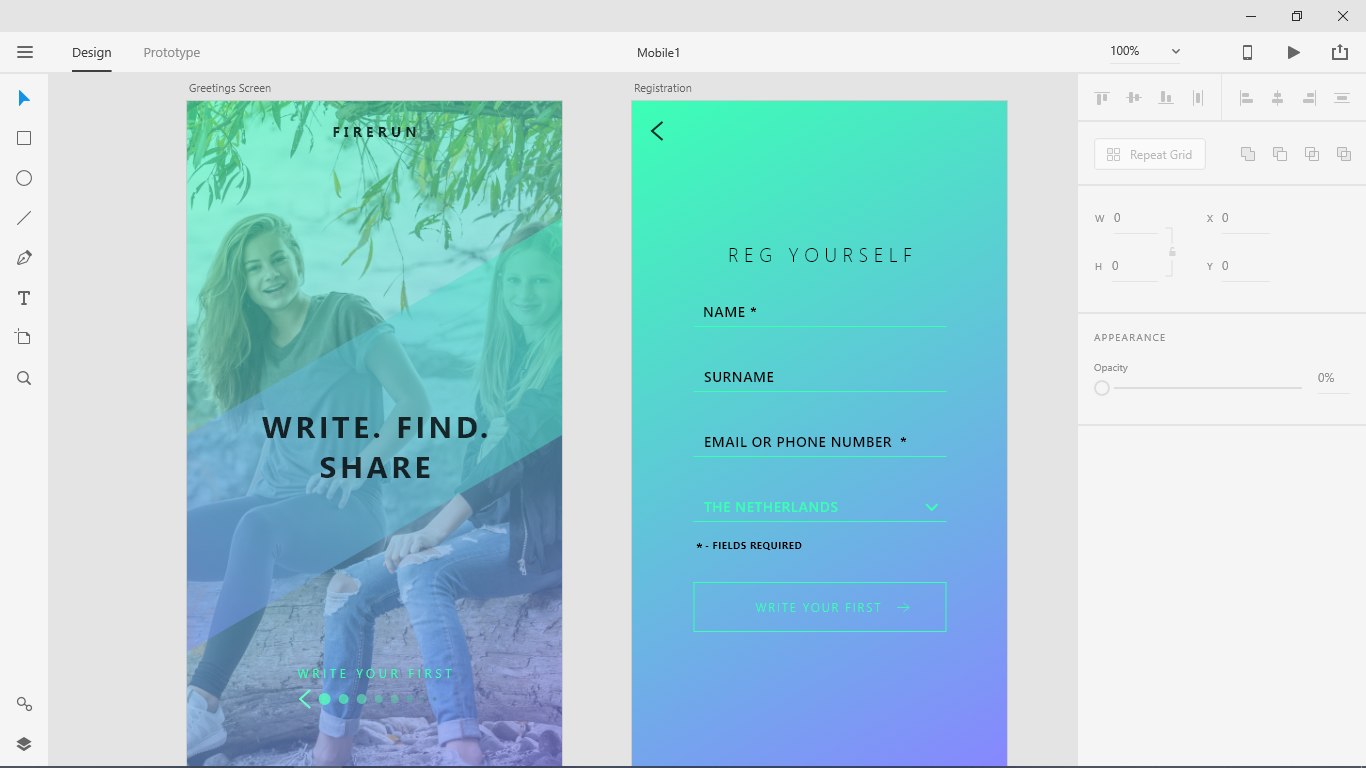 Design Prototype Mobile1 100%
Greetings Screen
FIRERUN
WRITE. FIND.
SHARE
WRITE YOUR FIRST
Registration
REG YOURSELF
NAME *
SURNAME
EMAIL OR PHONE NUMBER *
THE NETHERLANDS
* - FIELDS REQUIRED
WRITE YOUR FIRST
Repeat Grid
W 0 X 0
H 0 Y 0
APPEARANCE
Opacity
0%